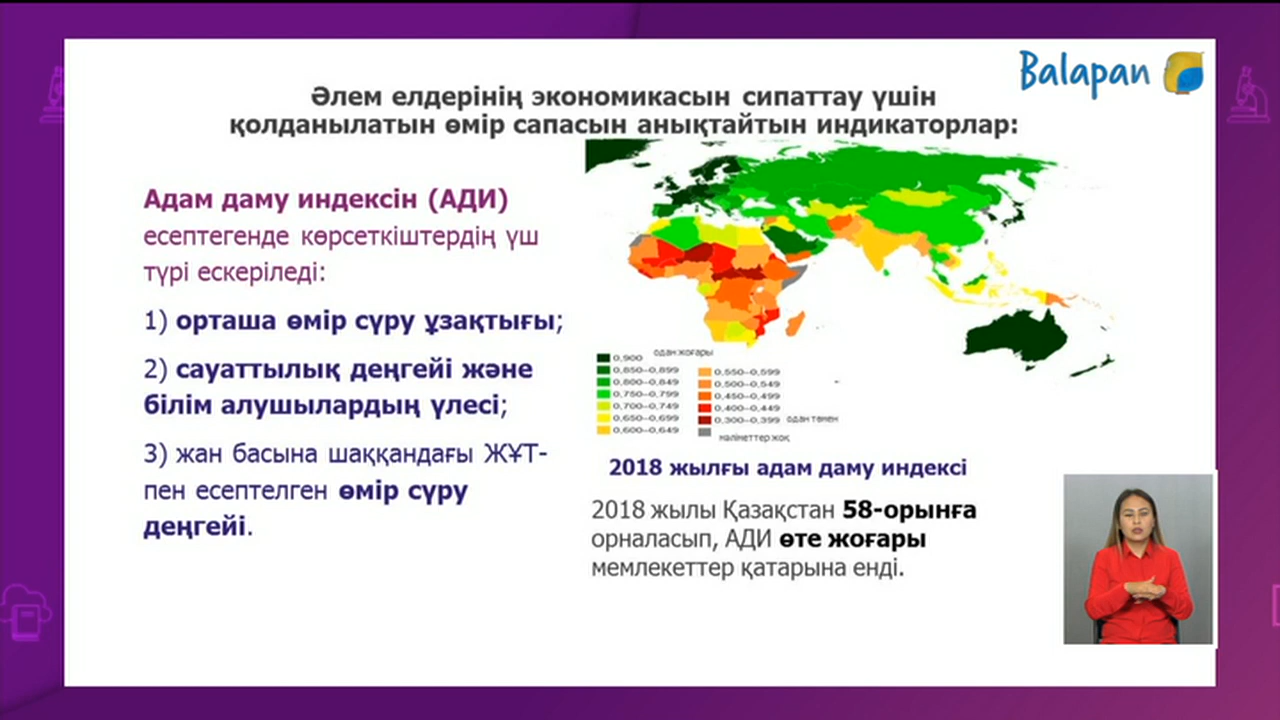 Balapan
Әлем елдерінің экономикасын сипаттау үшін
қолданылатын өмір сапасын анықтайтын индикаторлар:
Адам даму индексін (АДИ)
есептегенде көрсеткіштердің үш
түрі ескеріледі:
1) орташа өмір сүру ұзақтығы;
2) сауаттылық деңгейі және
білім алушылардың үлесі;
3) жан басына шаққандағы ЖҰТ-
пен есептелген өмір сүру
деңгейі.
0,900 одан жоғары
0,850–0,899
0,800–0,849
0,750–0,799
0,700–0,749
0,650–0,699
0,600–0,649
0,550–0,599
0,500–0,549
0,450–0,499
0,400–0,449
0,300–0,399 одан төмен
мәліметтер жоқ
2018 жылғы адам даму индексі
2018 жылы Қазақстан 58-орынға
орналасып, АДИ өте жоғары
мемлекеттер қатарына енді.